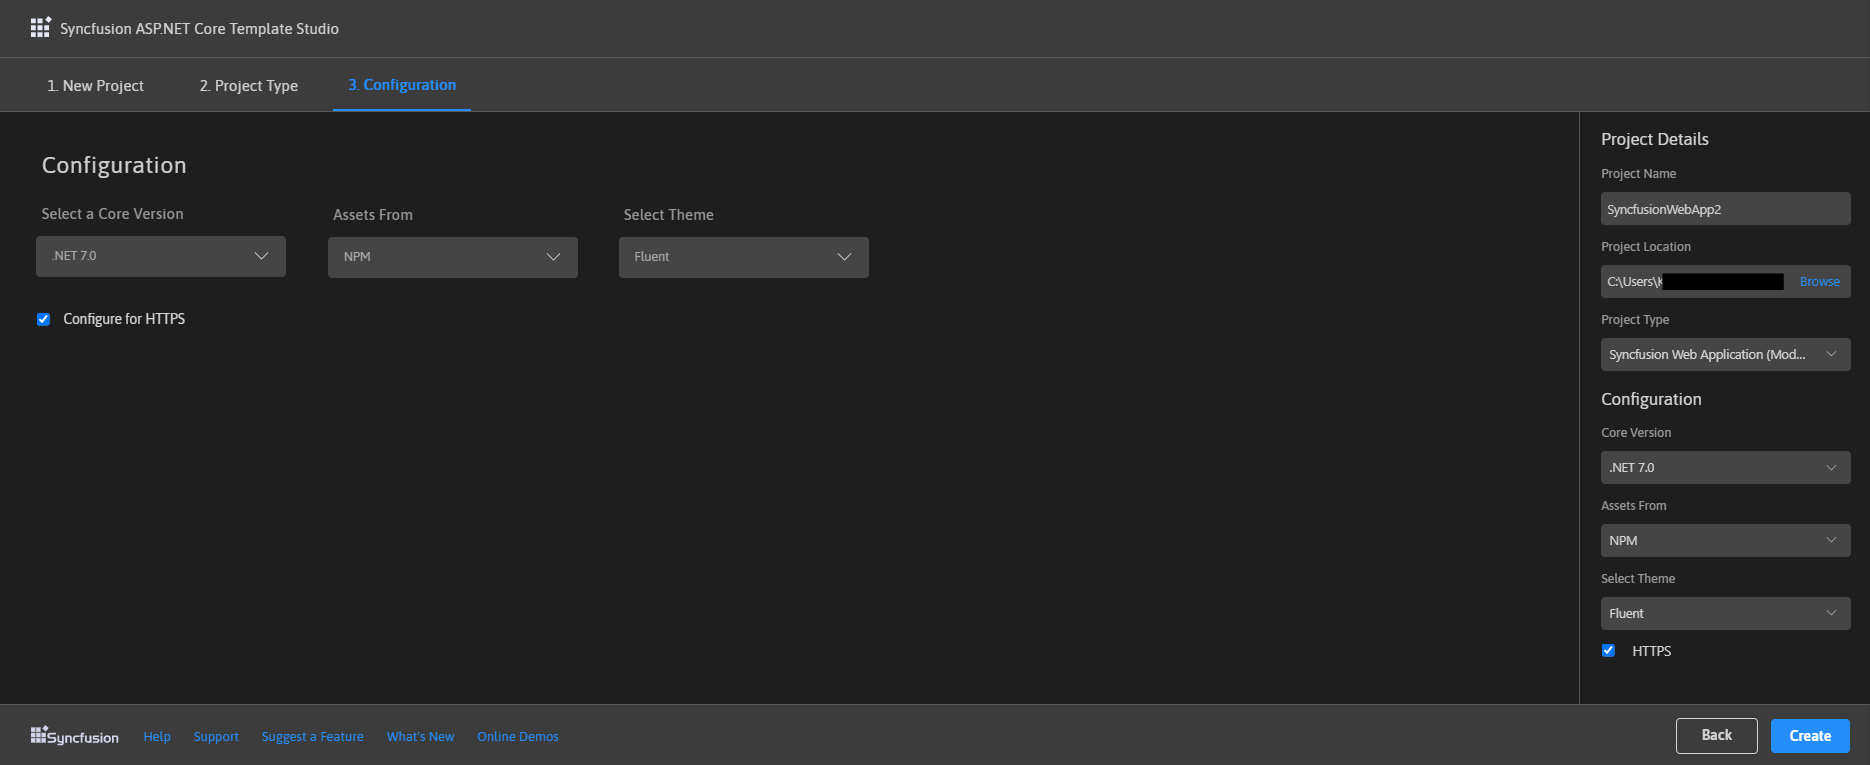 Syncfusion ASP.NET Core Template Studio
1. New Project
2. Project Type
3. Configuration
Configuration
Select a Core Version
Assets From
Select Theme
.NET 7.0
NPM
Fluent
Configure for HTTPS
Project Details
Project Name
SyncfusionWebApp2
Project Location
C:\Users\K
Browse
Project Type
Syncfusion Web Application (Mod...
Configuration
Core Version
.NET 7.0
Assets From
NPM
Select Theme
Fluent
HTTPS
Syncfusion
Help
Support
Suggest a Feature
What's New
Online Demos
Back
Create